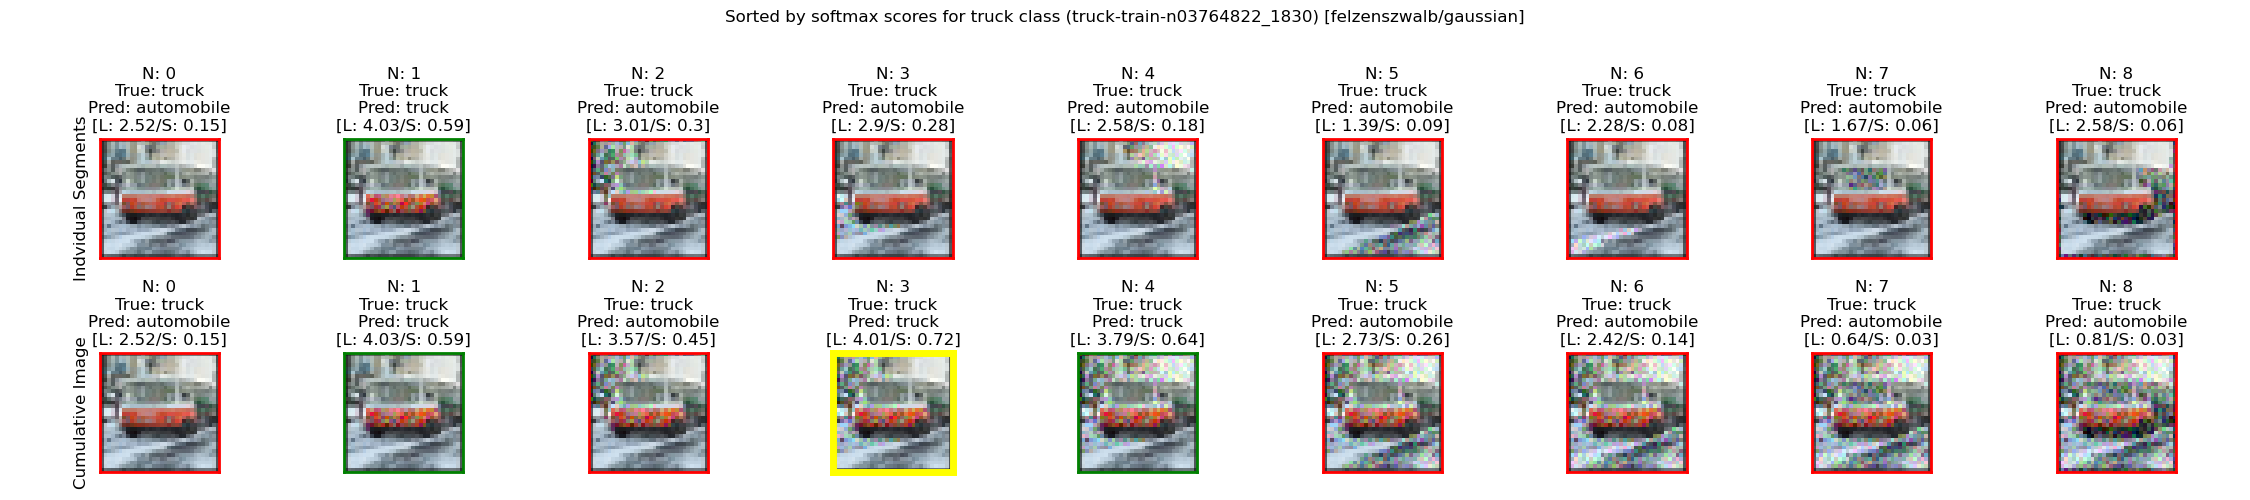 Sorted by softmax scores for truck class (truck-train-n03764822_1830) [felzenszwalb/gaussian]
Indvidual Segments
N: 0
True: truck
Pred: automobile
[L: 2.52/S: 0.15]
N: 1
True: truck
Pred: truck
[L: 4.03/S: 0.59]
N: 2
True: truck
Pred: automobile
[L: 3.01/S: 0.3]
N: 3
True: truck
Pred: automobile
[L: 2.9/S: 0.28]
N: 4
True: truck
Pred: automobile
[L: 2.58/S: 0.18]
N: 5
True: truck
Pred: automobile
[L: 1.39/S: 0.09]
N: 6
True: truck
Pred: automobile
[L: 2.28/S: 0.08]
N: 7
True: truck
Pred: automobile
[L: 1.67/S: 0.06]
N: 8
True: truck
Pred: automobile
[L: 2.58/S: 0.06]
Cumulative Image
N: 0
True: truck
Pred: automobile
[L: 2.52/S: 0.15]
N: 1
True: truck
Pred: truck
[L: 4.03/S: 0.59]
N: 2
True: truck
Pred: automobile
[L: 3.57/S: 0.45]
N: 3
True: truck
Pred: truck
[L: 4.01/S: 0.72]
N: 4
True: truck
Pred: truck
[L: 3.79/S: 0.64]
N: 5
True: truck
Pred: automobile
[L: 2.73/S: 0.26]
N: 6
True: truck
Pred: automobile
[L: 2.42/S: 0.14]
N: 7
True: truck
Pred: automobile
[L: 0.64/S: 0.03]
N: 8
True: truck
Pred: automobile
[L: 0.81/S: 0.03]